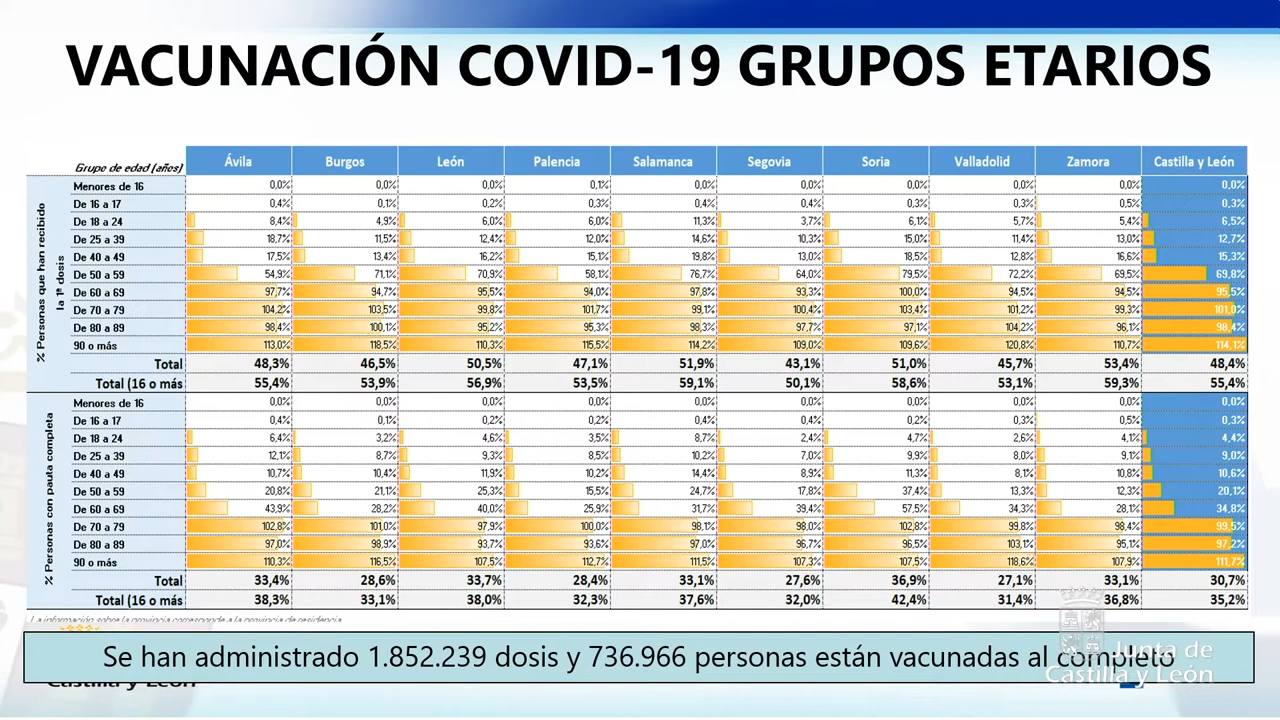 VACUNACIÓN COVID-19 GRUPOS ETARIOS
Grupo de edad (años) Ávila Burgos León Palencia Salamanca Segovia Soria Valladolid Zamora Castilla y León
% Personas que han recibido la 1ª dosis
Menores de 16 0,0% 0,0% 0,0% 0,1% 0,0% 0,0% 0,0% 0,0% 0,0% 0,0%
De 16 a 17 0,4% 0,1% 0,2% 0,3% 0,4% 0,4% 0,3% 0,3% 0,5% 0,3%
De 18 a 24 8,4% 4,9% 6,0% 6,0% 11,3% 3,7% 6,1% 5,7% 5,4% 6,5%
De 25 a 39 18,7% 11,5% 12,4% 12,0% 14,6% 10,3% 15,0% 11,4% 13,0% 12,7%
De 40 a 49 17,5% 13,4% 16,2% 15,1% 19,8% 13,0% 18,5% 12,8% 16,6% 15,3%
De 50 a 59 54,9% 71,1% 70,9% 58,1% 76,7% 64,0% 79,5% 72,2% 69,5% 69,8%
De 60 a 69 97,7% 94,7% 95,5% 94,0% 97,8% 93,3% 100,0% 94,5% 94,5% 95,5%
De 70 a 79 104,2% 103,5% 99,8% 101,7% 99,1% 100,4% 103,4% 101,2% 99,3% 101,0%
De 80 a 89 98,4% 100,1% 95,2% 95,3% 98,3% 97,7% 97,1% 104,2% 96,1% 98,4%
90 o más 113,0% 118,5% 110,3% 115,5% 114,2% 109,0% 109,6% 120,8% 110,7% 114,1%
Total 48,3% 46,5% 50,5% 47,1% 51,9% 43,1% 51,0% 45,7% 53,4% 48,4%
Total (16 o más 55,4% 53,9% 56,9% 53,5% 59,1% 50,1% 58,6% 53,1% 59,3% 55,4%
% Personas con pauta completa
Menores de 16 0,0% 0,0% 0,0% 0,0% 0,0% 0,0% 0,0% 0,0% 0,0% 0,0%
De 16 a 17 0,4% 0,1% 0,2% 0,2% 0,4% 0,4% 0,2% 0,3% 0,5% 0,3%
De 18 a 24 6,4% 3,2% 4,6% 3,5% 8,7% 2,4% 4,7% 2,6% 4,1% 4,4%
De 25 a 39 12,1% 8,7% 9,3% 8,5% 10,2% 7,0% 9,9% 8,0% 9,1% 9,0%
De 40 a 49 10,7% 10,4% 11,9% 10,2% 14,4% 8,9% 11,3% 8,1% 10,8% 10,6%
De 50 a 59 20,8% 21,1% 25,3% 15,5% 24,7% 17,8% 37,4% 13,3% 12,3% 20,1%
De 60 a 69 43,9% 28,2% 40,0% 25,9% 31,7% 39,4% 57,5% 34,3% 28,1% 34,8%
De 70 a 79 102,8% 101,0% 97,9% 100,0% 98,1% 98,0% 102,8% 99,8% 98,4% 99,5%
De 80 a 89 97,0% 98,9% 93,7% 93,6% 97,0% 96,7% 96,5% 103,1% 95,1% 97,2%
90 o más 110,3% 116,5% 107,5% 112,7% 111,5% 107,3% 107,5% 118,6% 107,9% 111,7%
Total 33,4% 28,6% 33,7% 28,4% 33,1% 27,6% 36,9% 27,1% 33,1% 30,7%
Total (16 o más 38,3% 33,1% 38,0% 32,3% 37,6% 32,0% 42,4% 31,4% 36,8% 35,2%
La información sobre la provincia corresponde a la provincia de residencia
Se han administrado 1.852.239 dosis y 736.966 personas están vacunadas al completo
Castilla y León
Junta de
Castilla y León